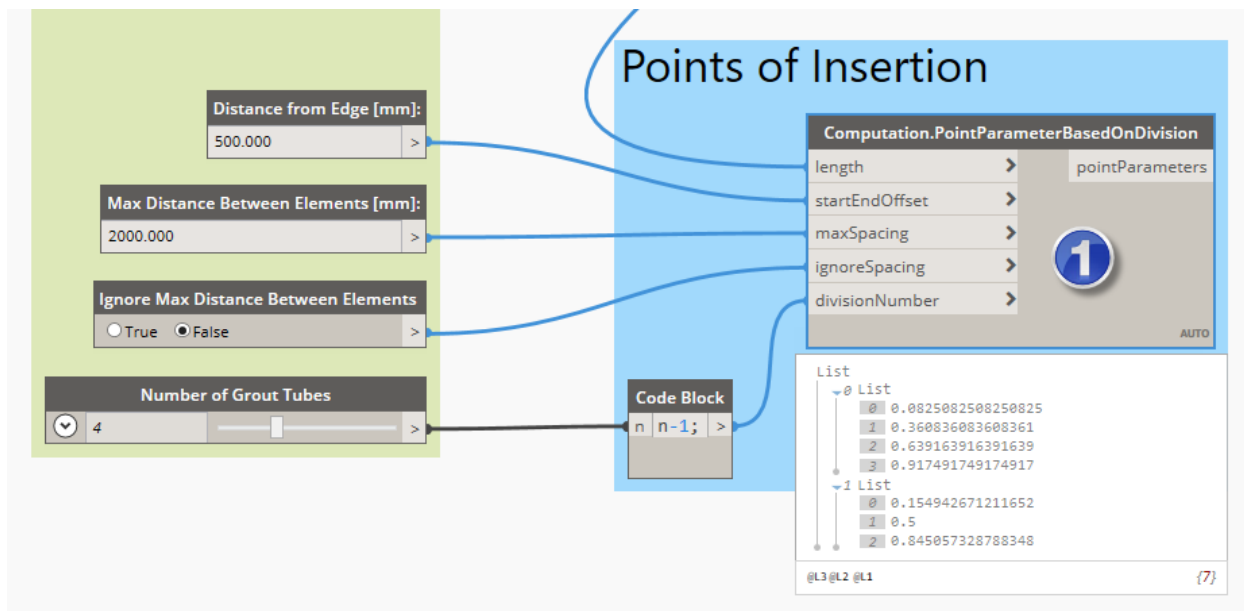 Points of Insertion
Distance from Edge [mm]:
500.000 >
Max Distance Between Elements [mm]:
2000.000 >
Ignore Max Distance Between Elements
True False >
Number of Grout Tubes
4 >
Code Block
n n-1; >
Computation.PointParameterBasedOnDivision
length > pointParameters
startEndOffset >
maxSpacing >
ignoreSpacing >
divisionNumber >
1
AUTO
List
0 List
0 0.0825082508250825
1 0.360836083608361
2 0.639163916391639
3 0.917491749174917
1 List
0 0.154942671211652
1 0.5
2 0.845057328788348
@L3 @L2 @L1 {7}